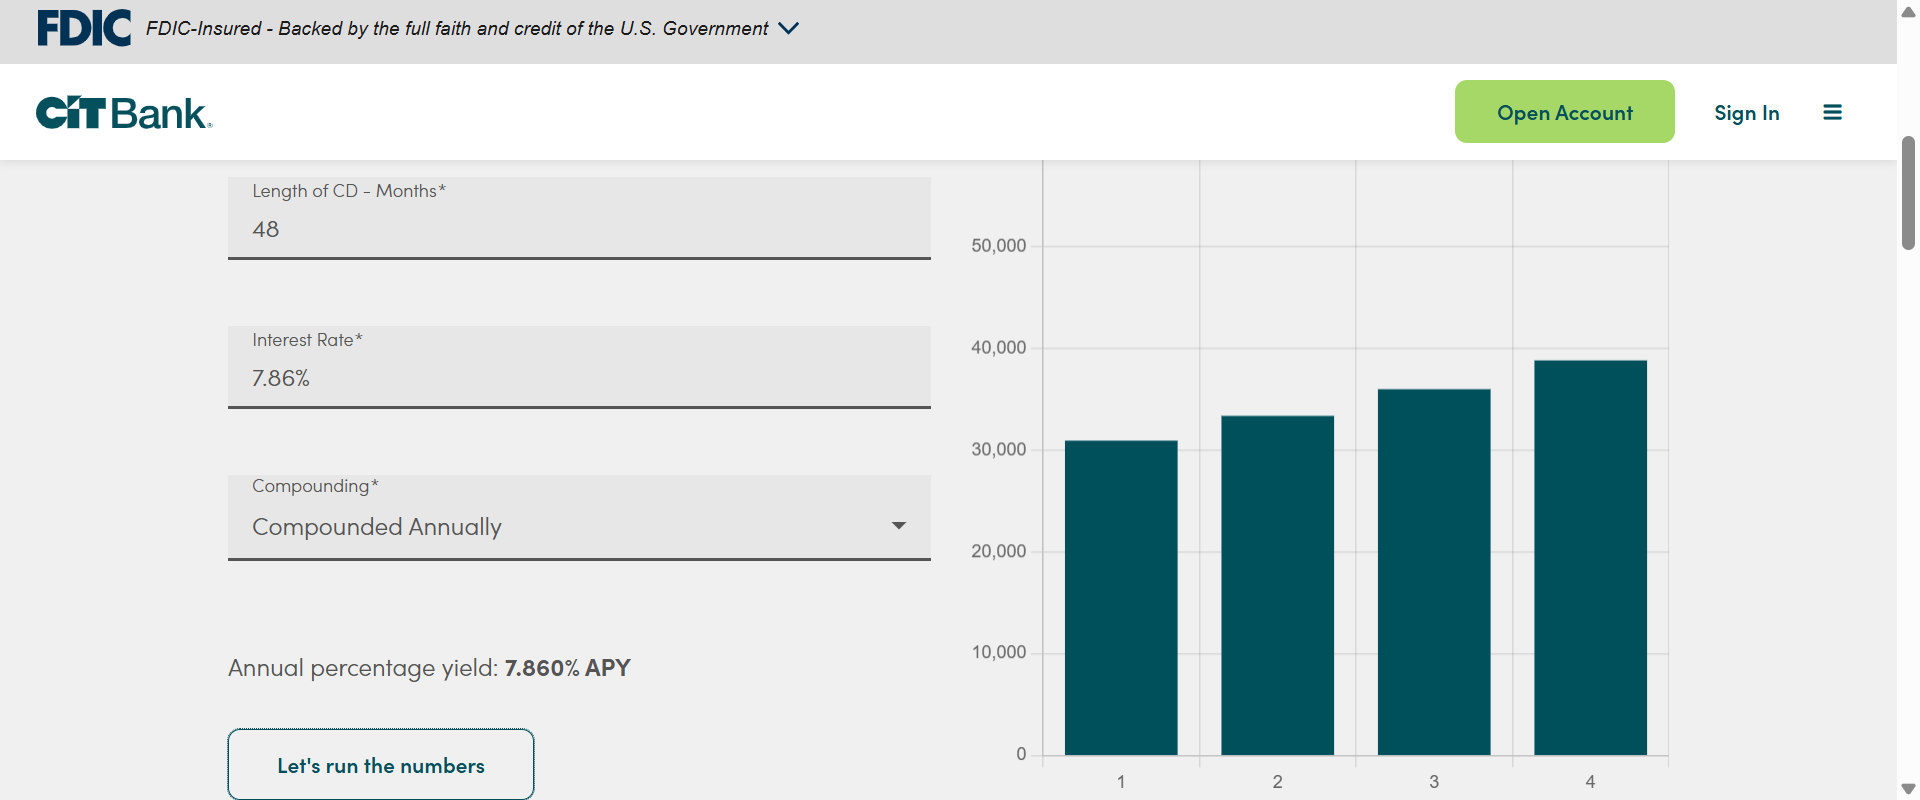 FDIC FDIC-Insured - Backed by the full faith and credit of the U.S. Government
CIT Bank®
Open Account
Sign In
Length of CD - Months*
48
Interest Rate*
7.86%
Compounding*
Compounded Annually
Annual percentage yield: 7.860% APY
Let's run the numbers
50,000
40,000
30,000
20,000
10,000
0
1 2 3 4